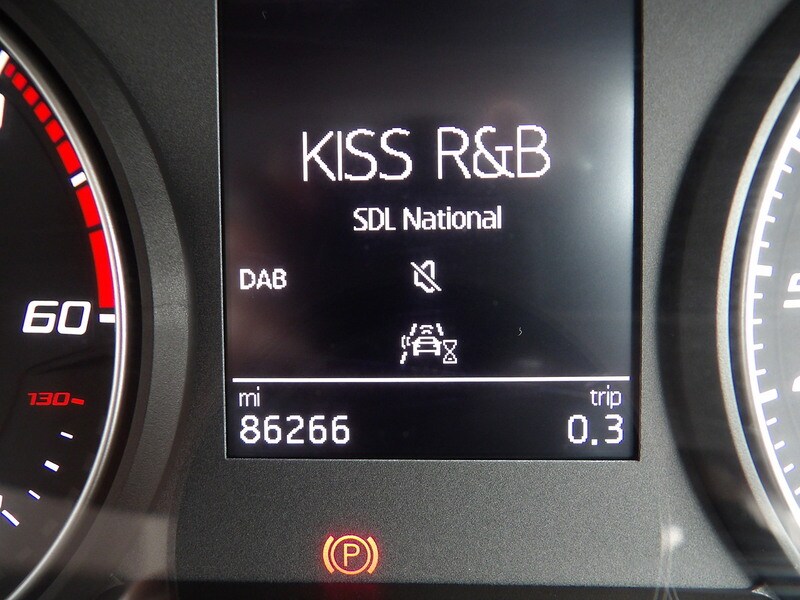 KISS R&B
SDL National
DAB
60
130
mi
trip
86266
0.3
P